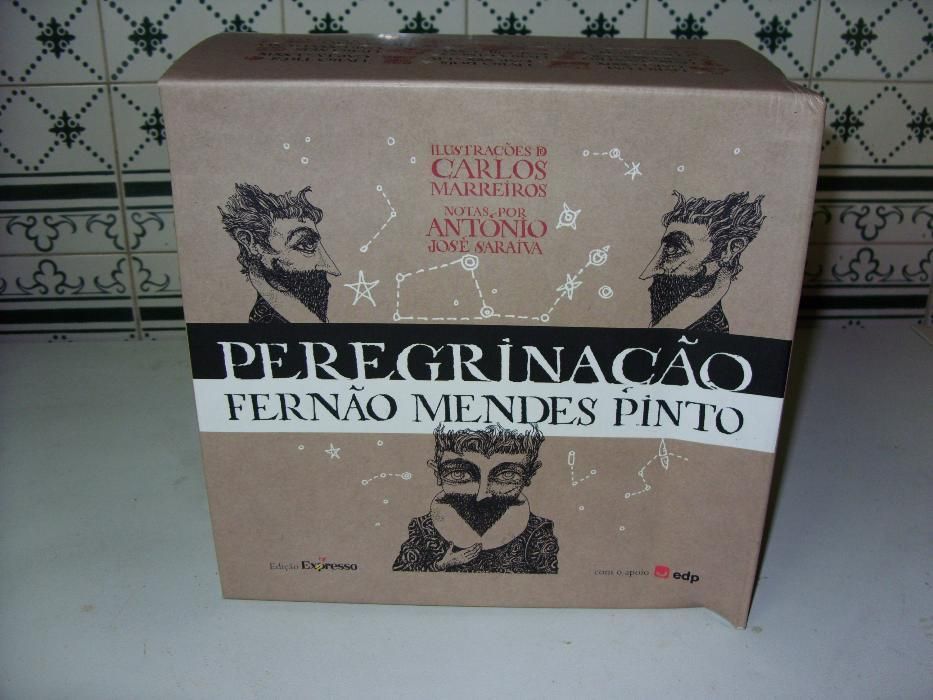 ILUSTRAÇÕES DE
CARLOS
MARREIROS
NOTAS POR
ANTÓNIO
JOSÉ SARAIVA
PEREGRINAÇÃO
FERNÃO MENDES PINTO
Edição Expresso
com o apoio edp